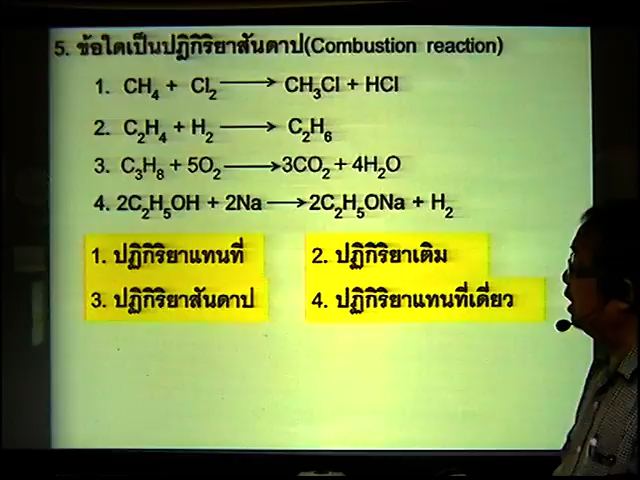 5. ข้อใดเป็นปฏิกิริยาสันดาป(Combustion reaction)
1. CH₄ + Cl₂ ⟶ CH₃Cl + HCl
2. C₂H₄ + H₂ ⟶ C₂H₆
3. C₃H₈ + 5O₂ ⟶ 3CO₂ + 4H₂O
4. 2C₂H₅OH + 2Na ⟶ 2C₂H₅ONa + H₂
1. ปฏิกิริยาแทนที่ 2. ปฏิกิริยาเติม
3. ปฏิกิริยาสันดาป 4. ปฏิกิริยาแทนที่เดี่ยว